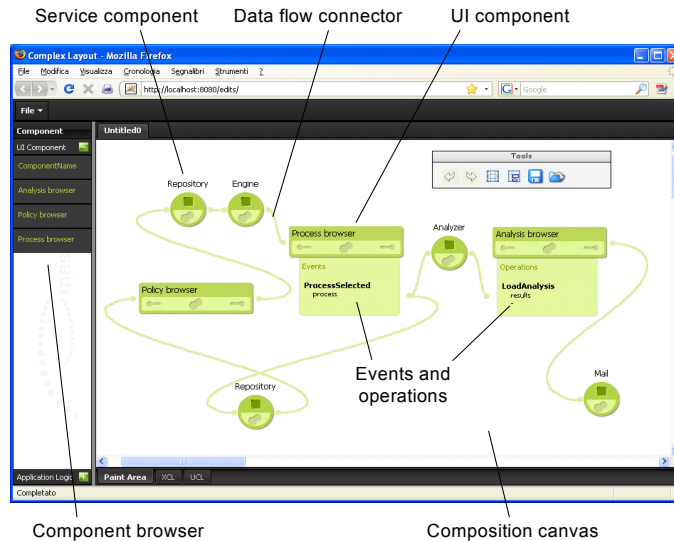 Service component
Data flow connector
UI component
Complex Layout - Mozilla Firefox
File Modifica Visualizza Cronologia Segnalibri Strumenti ?
http://localhost:8080/edits/
G Google
File
Component
Untitled0
UI Component
ComponentName
Analysis browser
Policy browser
Process browser
Tools
Repository
Engine
Process browser
Events
ProcessSelected
process
Analyzer
Analysis browser
Operations
LoadAnalysis
results
-
Policy browser
Repository
Events and
operations
Mail
mas
Application Logic
Paint Area XCL UCL
Completato
Component browser
Composition canvas